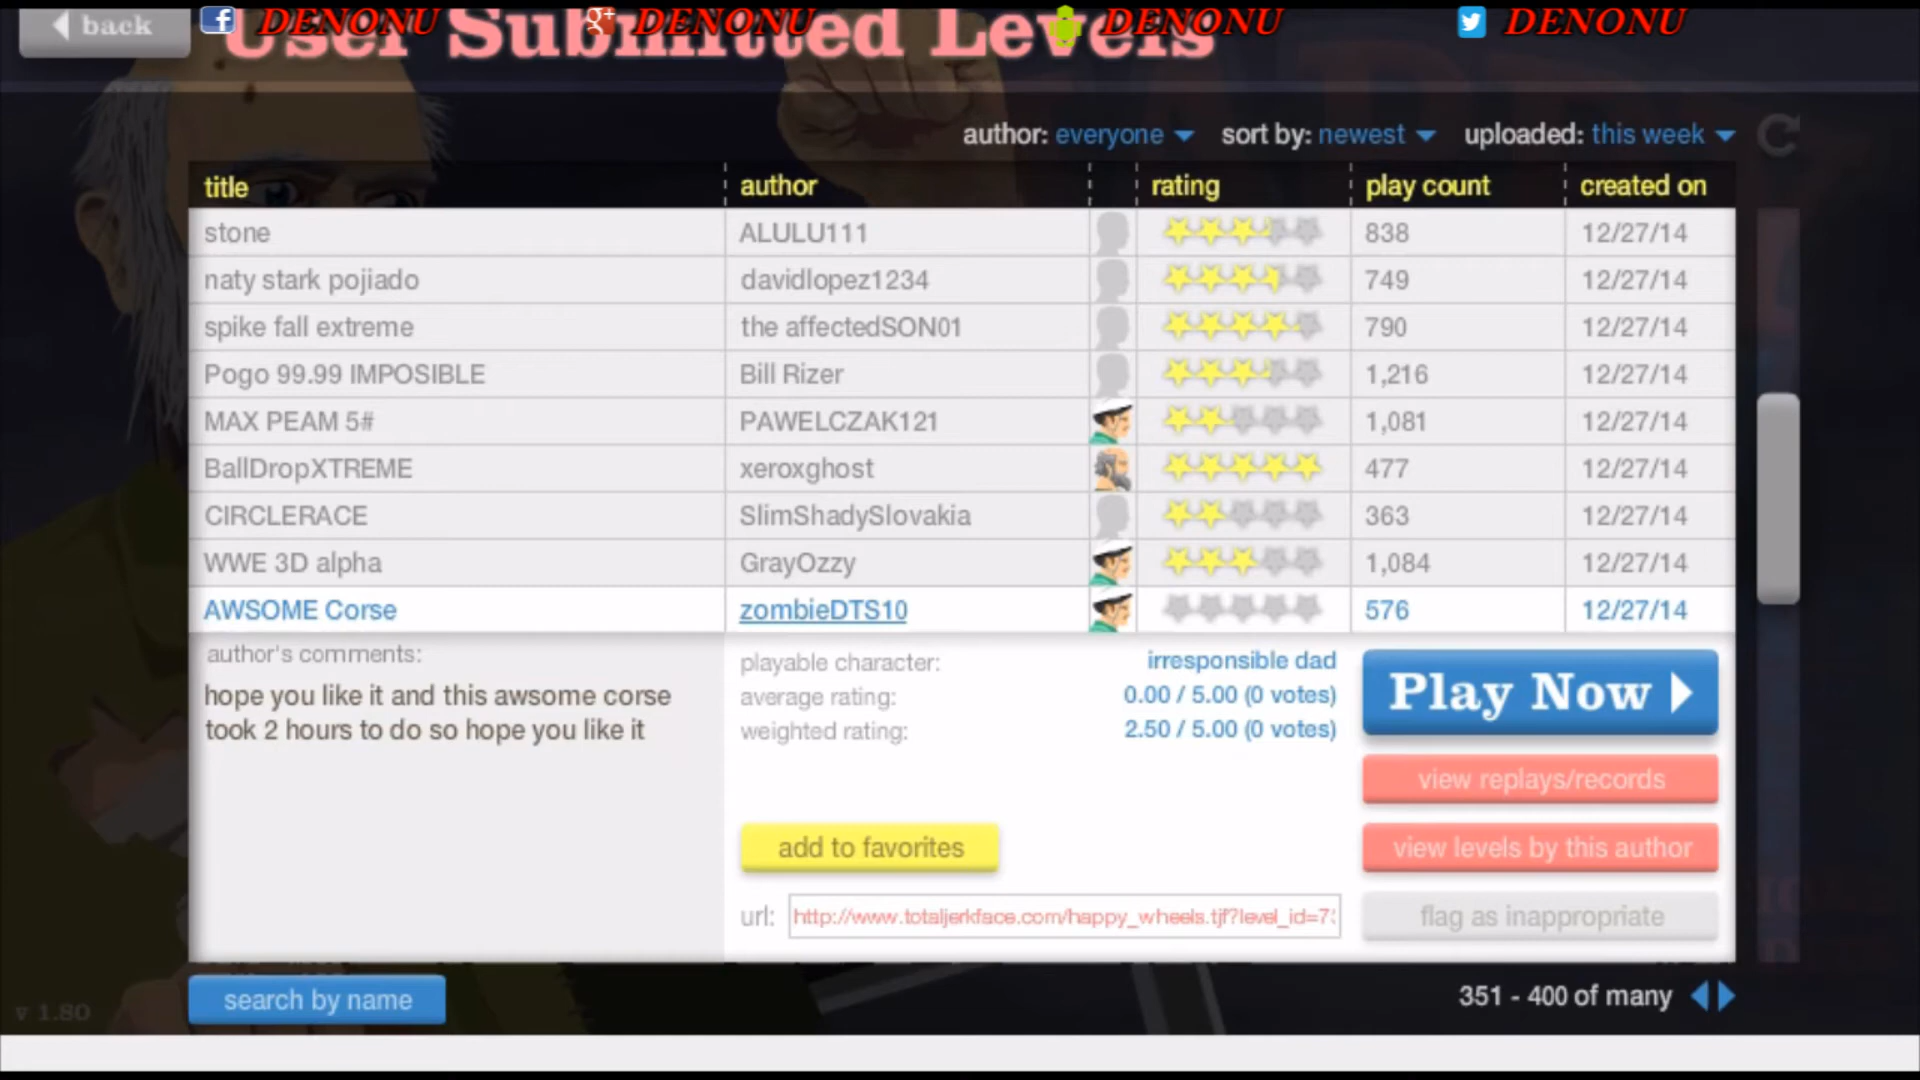 back
User Submitted Levels
DENONU DENONU DENONU DENONU
author: everyone sort by: newest uploaded: this week
title author rating play count created on
stone ALULU111 838 12/27/14
naty stark pojiado davidlopez1234 749 12/27/14
spike fall extreme the affectedSON01 790 12/27/14
Pogo 99.99 IMPOSIBLE Bill Rizer 1,216 12/27/14
MAX PEAM 5# PAWELCZAK121 1,081 12/27/14
BallDropXTREME xeroxghost 477 12/27/14
CIRCLERACE SlimShadySlovakia 363 12/27/14
WWE 3D alpha GrayOzzy 1,084 12/27/14
AWSOME Corse zombieDTS10 576 12/27/14
author's comments:
hope you like it and this awsome corse
took 2 hours to do so hope you like it
playable character: irresponsible dad
average rating: 0.00 / 5.00 (0 votes)
weighted rating: 2.50 / 5.00 (0 votes)
Play Now
view replays/records
add to favorites
view levels by this author
url: http://www.totaljerkface.com/happy_wheels.tjf?level_id=7
flag as inappropriate
search by name
351 - 400 of many
v 1.80